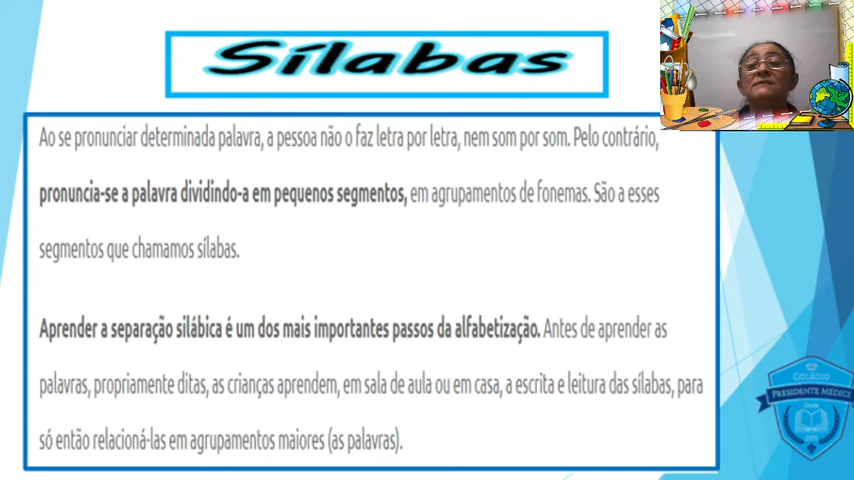 Sílabas
Ao se pronunciar determinada palavra, a pessoa não o faz letra por letra, nem som por som. Pelo contrário,
pronuncia-se a palavra dividindo-a em pequenos segmentos, em agrupamentos de fonemas. São a esses
segmentos que chamamos sílabas.
Aprender a separação silábica é um dos mais importantes passos da alfabetização. Antes de aprender as
palavras, propriamente ditas, as crianças aprendem, em sala de aula ou em casa, a escrita e leitura das sílabas, para
só então relacioná-las em agrupamentos maiores (as palavras).
COLÉGIO
PRESIDENTE MÉDICI